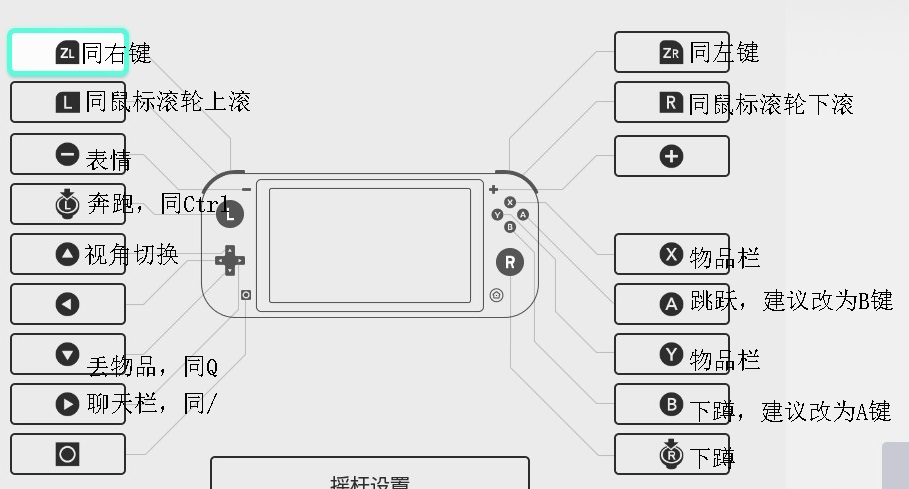 ZL 同右键
L 同鼠标滚轮上滚
表情
L 奔跑，同Ctrl
视角切换
丢物品，同Q
聊天栏，同/
L
X
Y
A
B
R
ZR 同左键
R 同鼠标滚轮下滚
X 物品栏
A 跳跃，建议改为B键
Y 物品栏
B 下蹲，建议改为A键
R 下蹲
摇杆设置